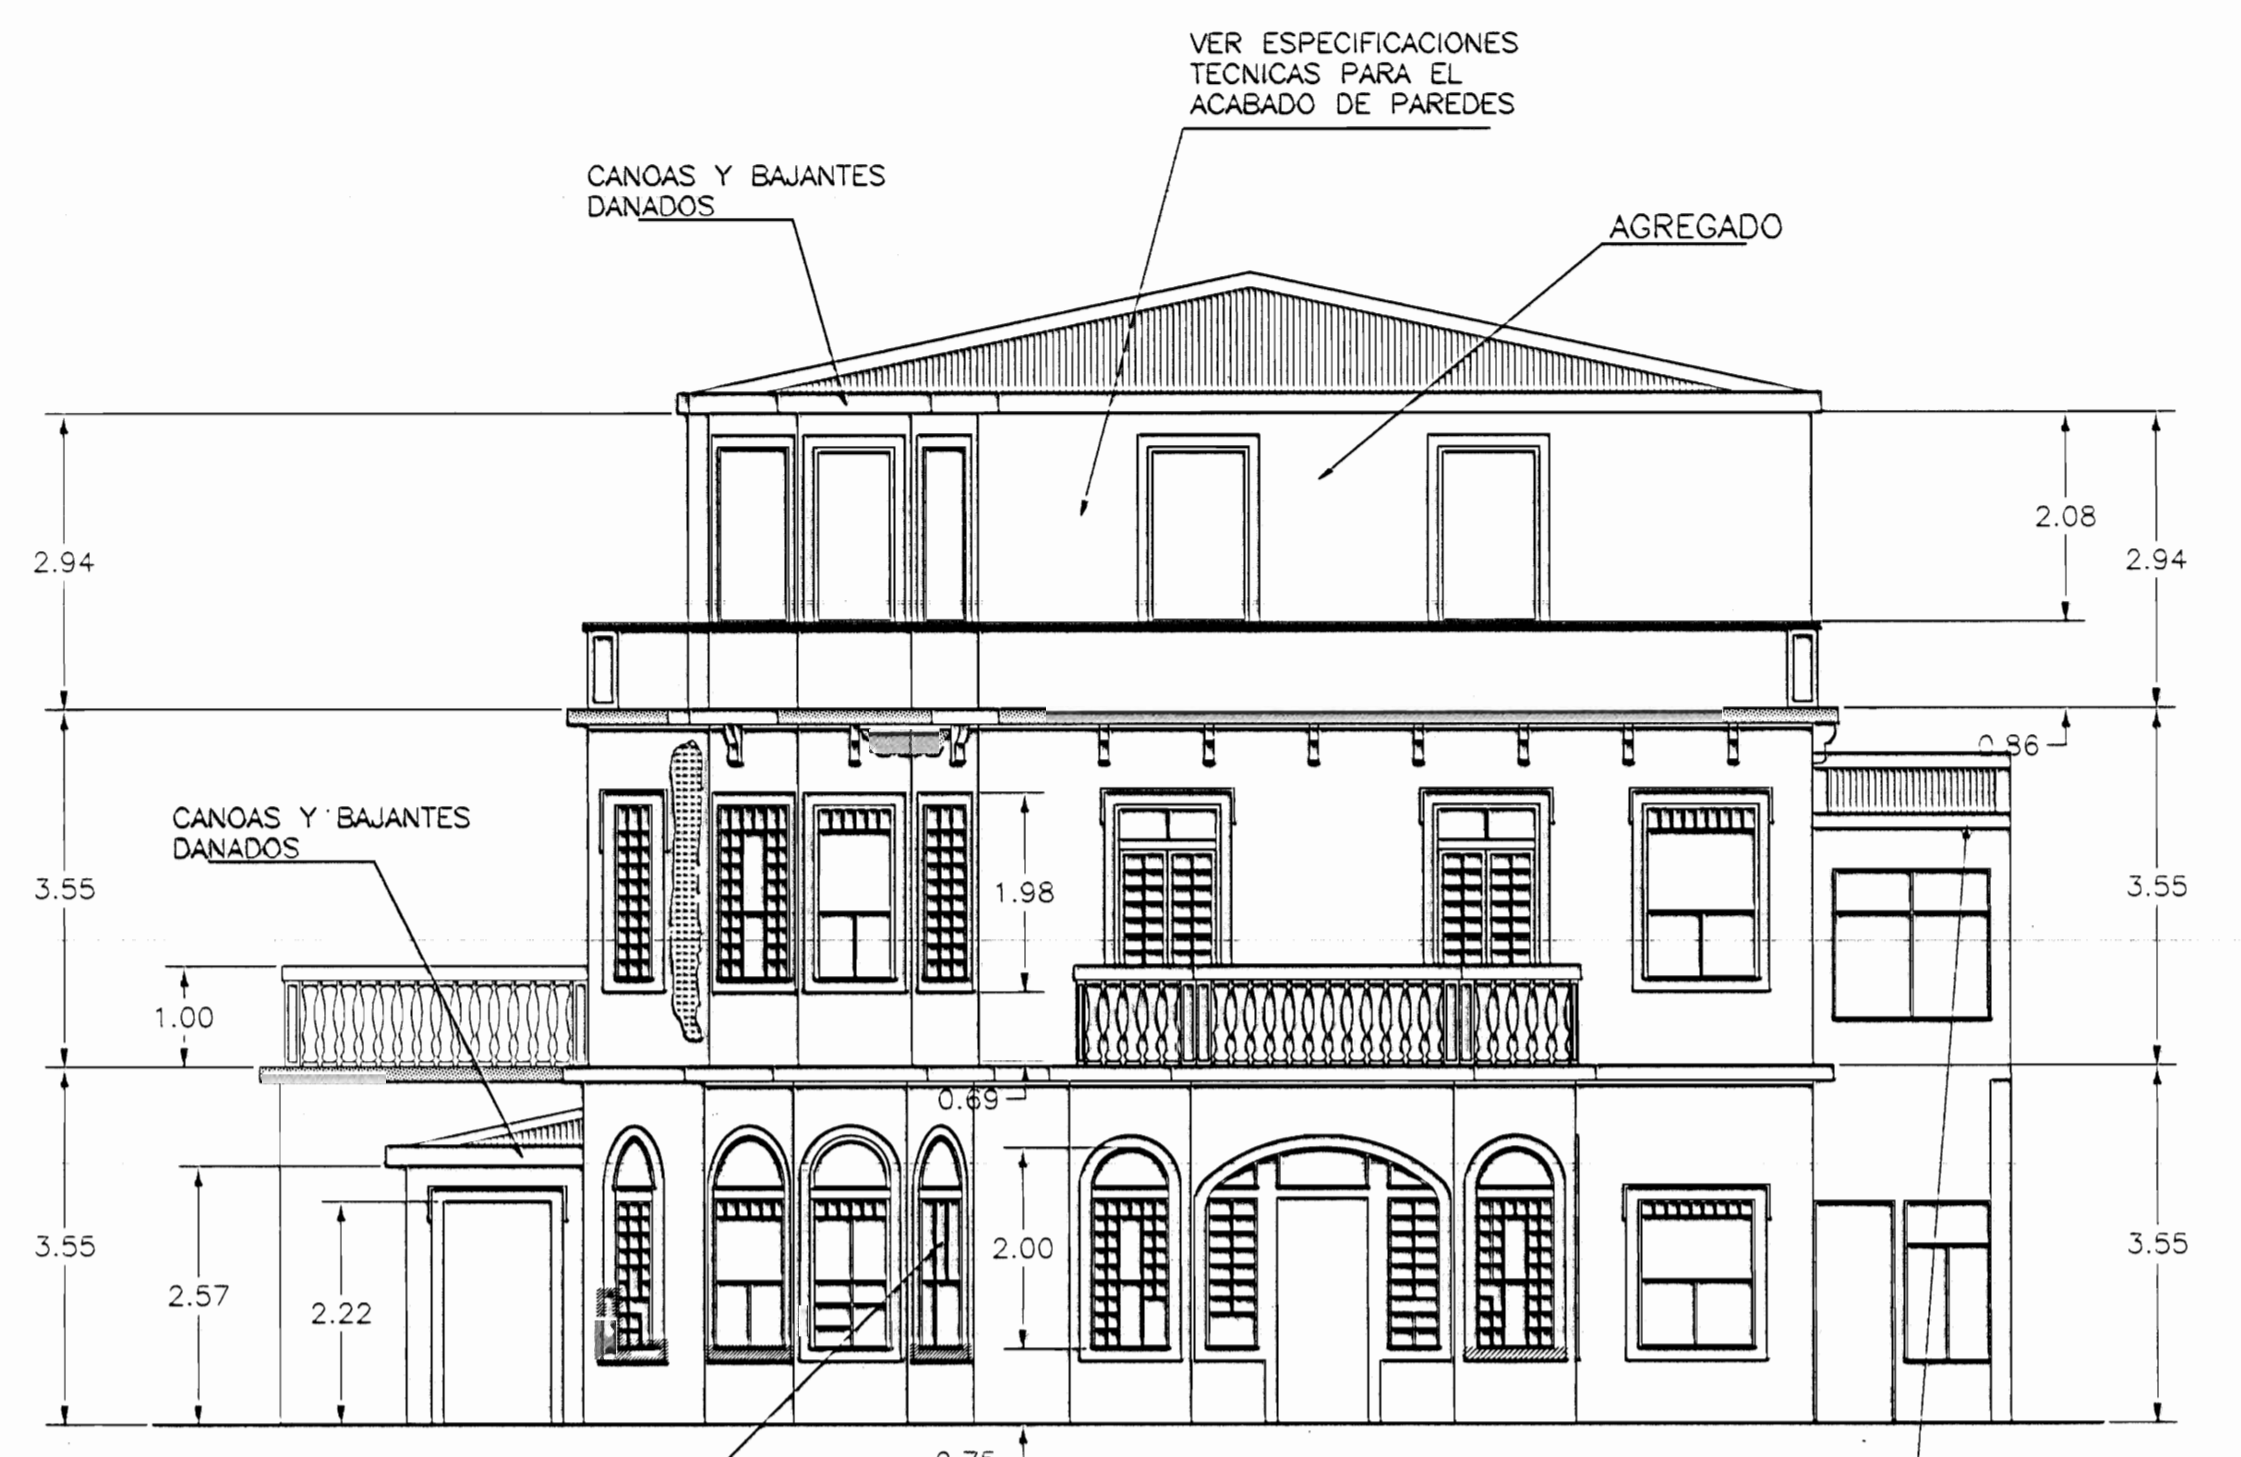 VER ESPECIFICACIONES
TECNICAS PARA EL
ACABADO DE PAREDES
CANOAS Y BAJANTES
DANADOS
AGREGADO
2.94
2.08
2.94
0.86
CANOAS Y BAJANTES
DANADOS
3.55
1.98
3.55
1.00
0.69
3.55
2.57
2.22
2.00
3.55